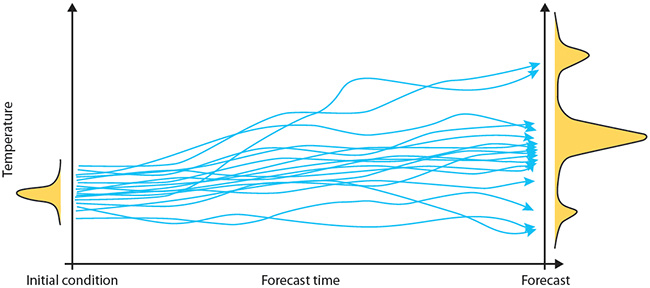 Temperature
Initial condition
Forecast time
Forecast